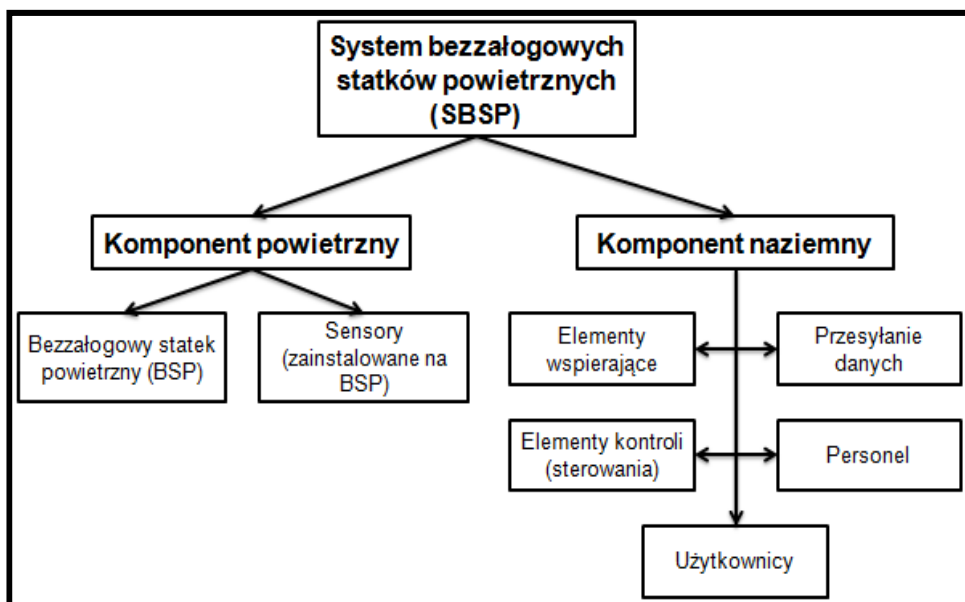 System bezzałogowych
statków powietrznych
(SBSP)
Komponent powietrzny
Komponent naziemny
Bezzałogowy statek
powietrzny (BSP)
Sensory
(zainstalowane na
BSP)
Elementy
wspierające
Przesyłanie
danych
Elementy kontroli
(sterowania)
Personel
Użytkownicy